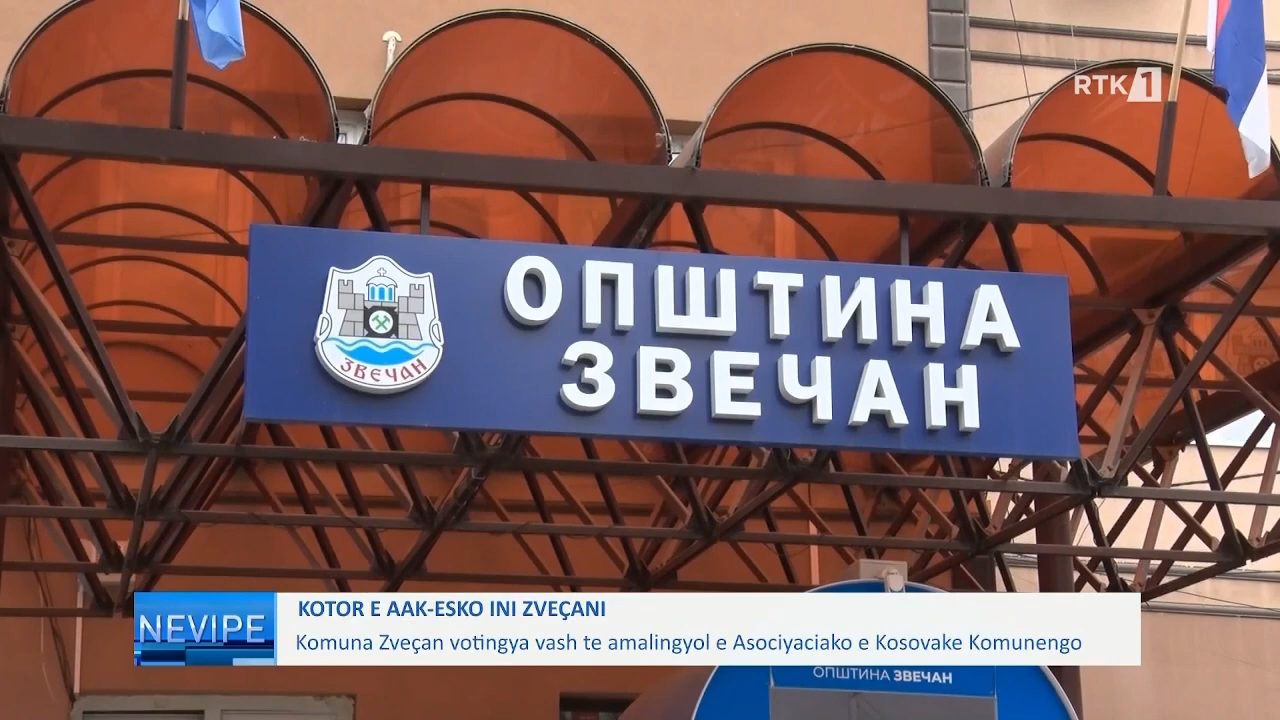 RTK 1
ОПШТИНА
ЗВЕЧАН
ЗВЕЧАН
NEVIPE
KOTOR E AAK-ESKO INI ZVEÇANI
Komuna Zveçan votingya vash te amalingyol e Asociyaciako e Kosovake Komunengo
ОПШТИНА ЗВЕЧАН